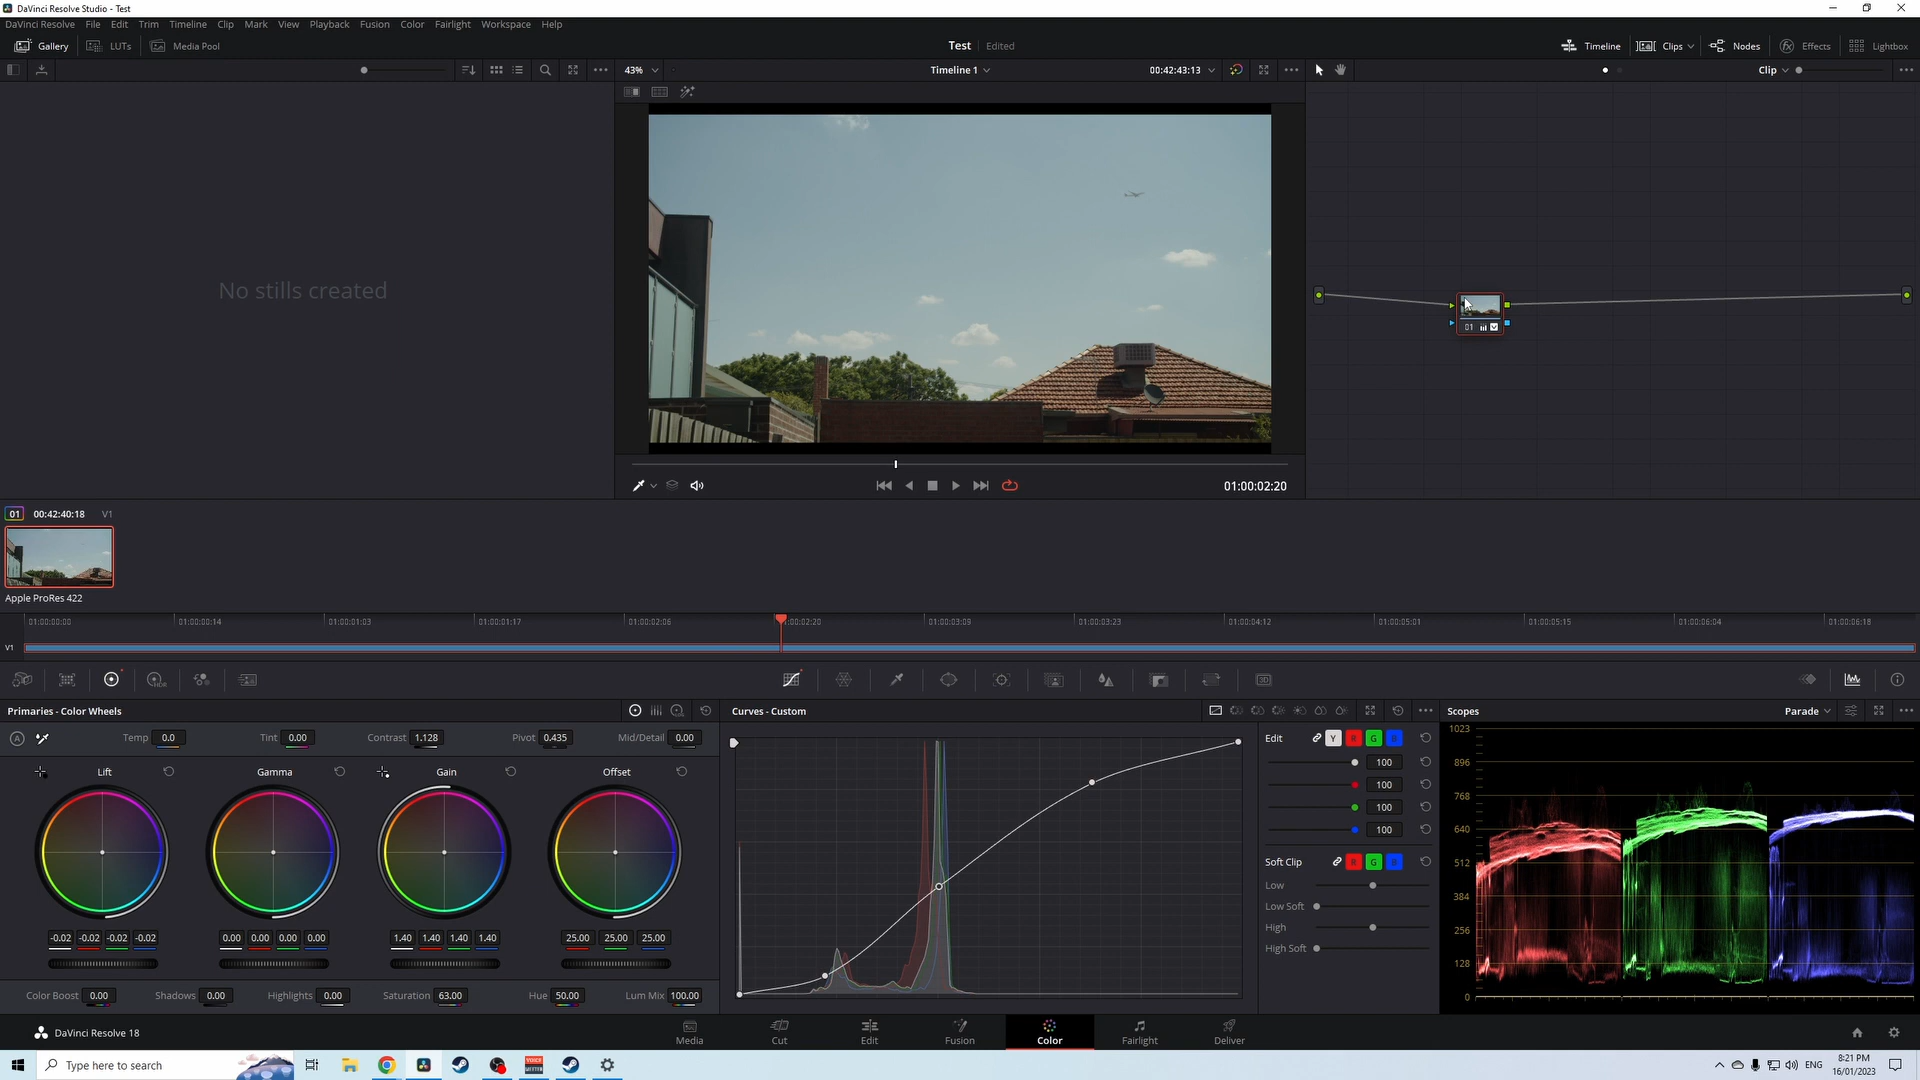 DaVinci Resolve Studio - Test
DaVinci Resolve File Edit Trim Timeline Clip Mark View Playback Fusion Color Fairlight Workspace Help
Gallery LUTs Media Pool Test Edited Timeline Clips Nodes Effects Lightbox
43% Timeline 1 00:42:43:13 Clip
No stills created
01
01:00:02:20
01 00:42:40:18 V1
Apple ProRes 422
01:00:00:00 01:00:00:14 01:00:01:03 01:00:01:17 01:00:02:06 01:00:02:20 01:00:03:09 01:00:03:23 01:00:04:12 01:00:05:01 01:00:05:15 01:00:06:04 01:00:06:18
V1
HDR 3D
Primaries - Color Wheels Curves - Custom Scopes Parade
A Temp 0.0 Tint 0.00 Contrast 1.128 Pivot 0.435 Mid/Detail 0.00
Lift Gamma Gain Offset
-0.02 -0.02 -0.02 -0.02 0.00 0.00 0.00 0.00 1.40 1.40 1.40 1.40 25.00 25.00 25.00
Color Boost 0.00 Shadows 0.00 Highlights 0.00 Saturation 63.00 Hue 50.00 Lum Mix 100.00
Edit Y R G B
100
100
100
100
Soft Clip R G B
Low
Low Soft
High
High Soft
1023
896
768
640
512
384
256
128
0
DaVinci Resolve 18 Media Cut Edit Fusion Color Fairlight Deliver
Type here to search ENG 8:21 PM
16/01/2023